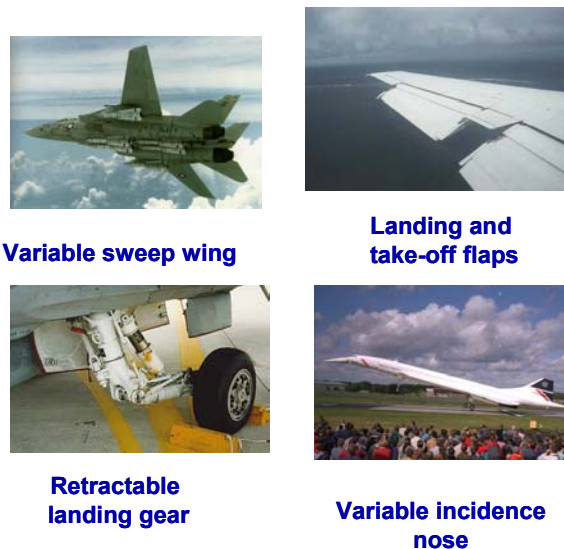 Variable sweep wing
Landing and
take-off flaps
Retractable
landing gear
Variable incidence
nose